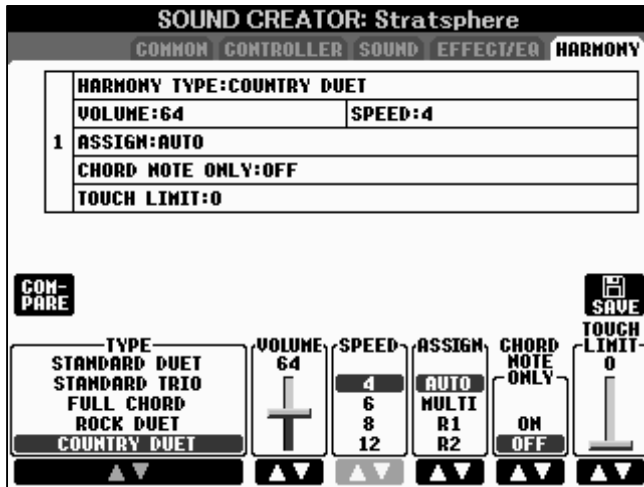 SOUND CREATOR: Stratsphere
COMMON CONTROLLER SOUND EFFECT/EQ HARMONY
HARMONY TYPE:COUNTRY DUET
VOLUME:64 SPEED:4
1 ASSIGN:AUTO
CHORD NOTE ONLY:OFF
TOUCH LIMIT:0
COM-
PARE
SAVE
TYPE
STANDARD DUET
STANDARD TRIO
FULL CHORD
ROCK DUET
COUNTRY DUET
VOLUME
64
SPEED
4
6
8
12
ASSIGN
AUTO
MULTI
R1
R2
CHORD
NOTE
ONLY
ON
OFF
TOUCH
LIMIT
0